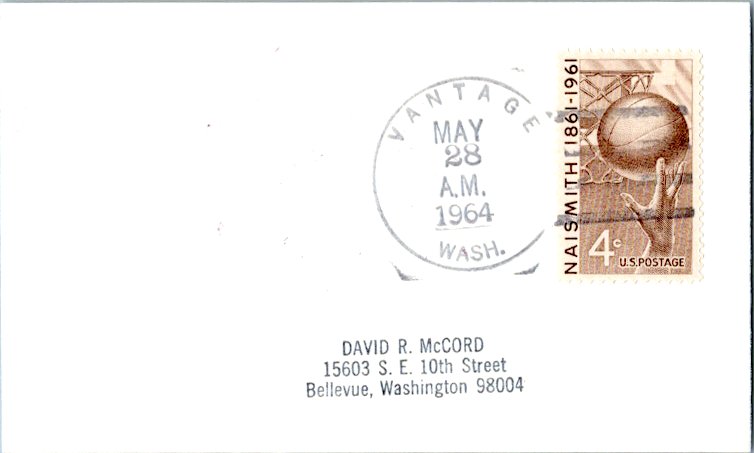 VANTAGE
MAY
28
A.M.
1964
WASH.
NAISMITH 1861-1961
4c
U.S.POSTAGE
DAVID R. McCORD
15603 S. E. 10th Street
Bellevue, Washington 98004